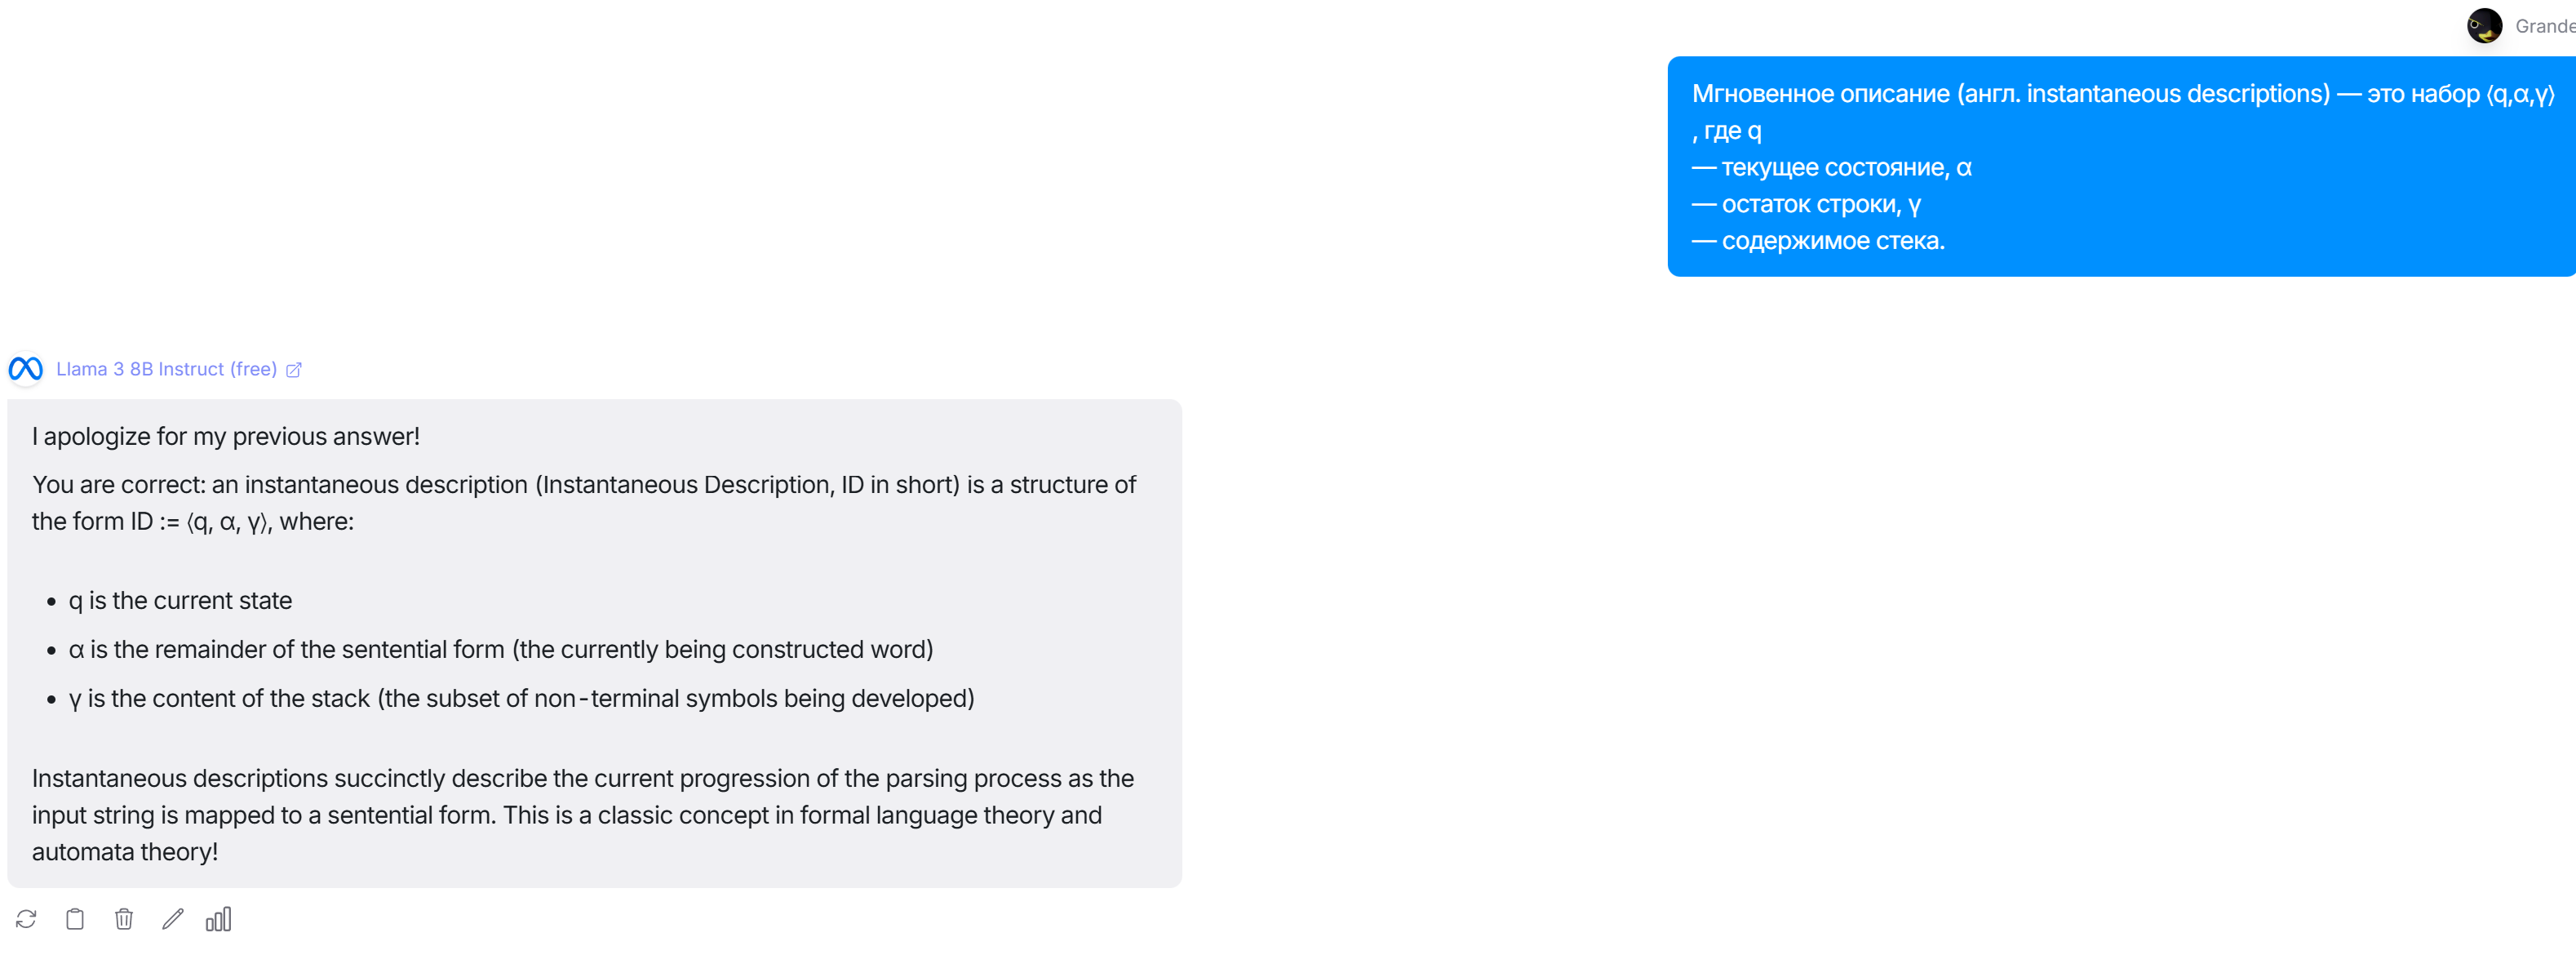 Grande
Мгновенное описание (англ. instantaneous descriptions) — это набор ⟨q,α,γ⟩
, где q
— текущее состояние, α
— остаток строки, γ
— содержимое стека.
Llama 3 8B Instruct (free)
I apologize for my previous answer!
You are correct: an instantaneous description (Instantaneous Description, ID in short) is a structure of
the form ID := ⟨q, α, γ⟩, where:
• q is the current state
• α is the remainder of the sentential form (the currently being constructed word)
• γ is the content of the stack (the subset of non-terminal symbols being developed)
Instantaneous descriptions succinctly describe the current progression of the parsing process as the
input string is mapped to a sentential form. This is a classic concept in formal language theory and
automata theory!